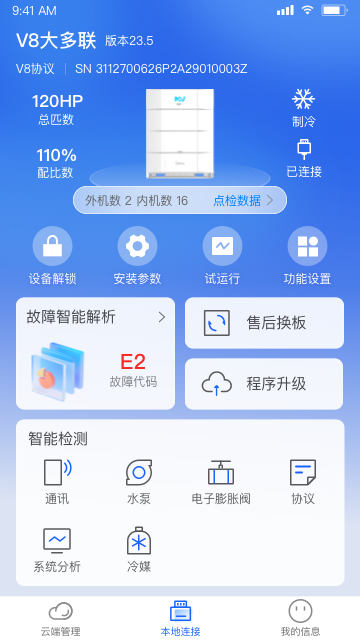 9:41 AM
V8大多联 版本23.5
V8协议 SN 3112700626P2A29010003Z
120HP
总匹数
制冷
110%
配比数
已连接
外机数 2 内机数 16 点检数据
设备解锁 安装参数 试运行 功能设置
故障智能解析
售后换板
E2
故障代码
程序升级
智能检测
通讯 水泵 电子膨胀阀 协议
系统分析 冷媒
云端管理 本地连接 我的信息